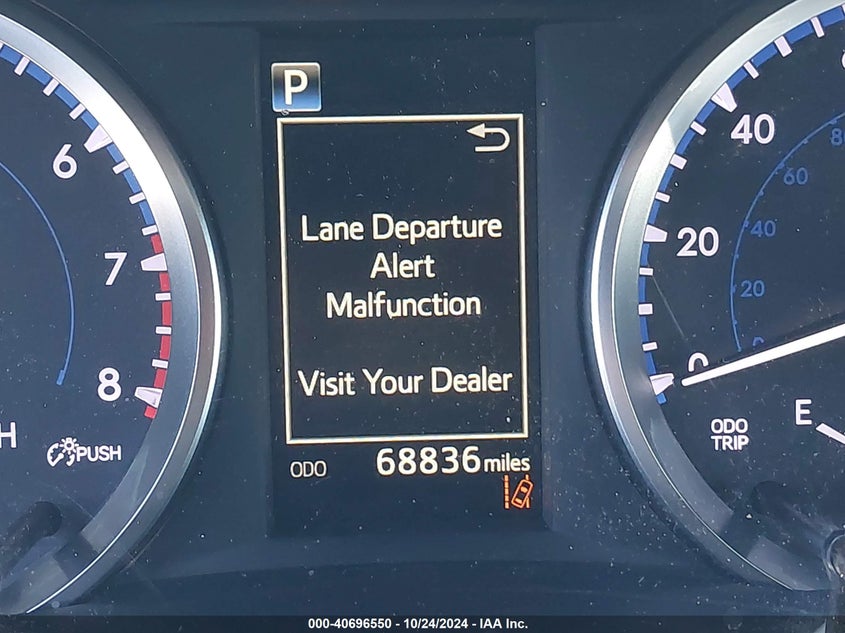 P
Lane Departure
Alert
Malfunction
Visit Your Dealer
ODO 68836 miles
6
7
8
H
PUSH
80
60
40
20
0
40
20
0
ODO
TRIP
E
000-40696550 - 10/24/2024 - IAA Inc.